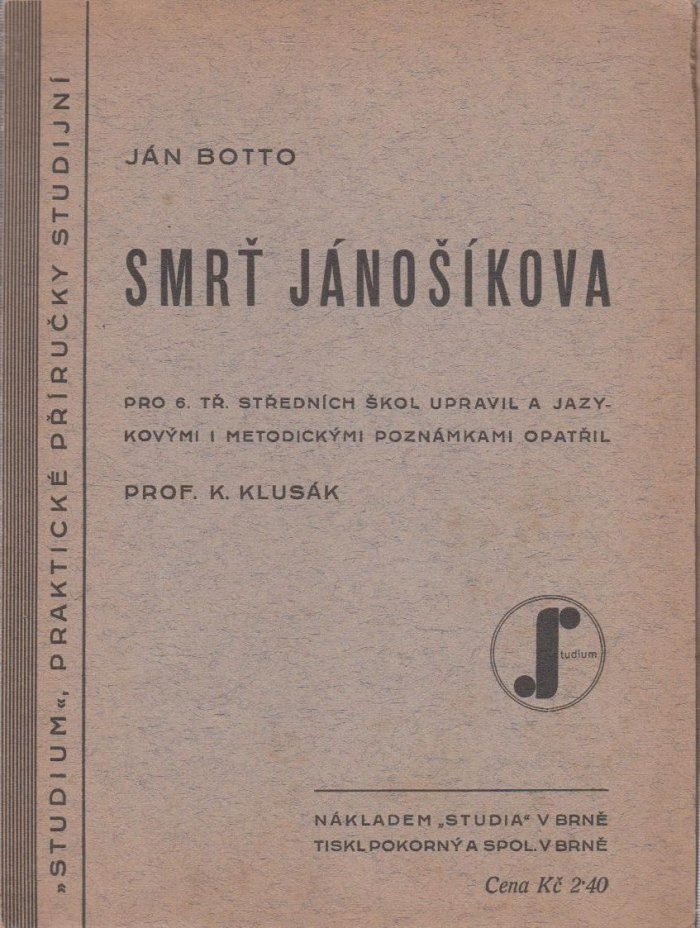 »STUDIUM«, PRAKTICKÉ PŘÍRUČKY STUDIJNÍ
JÁN BOTTO
SMRŤ JÁNOŠÍKOVA
PRO 6. TŘ. STŘEDNÍCH ŠKOL UPRAVIL A JAZY-
KOVÝMI I METODICKÝMI POZNÁMKAMI OPATŘIL
PROF. K. KLUSÁK
Studium
NÁKLADEM „STUDIA“ V BRNĚ
TISKL POKORNÝ A SPOL. V BRNĚ
Cena Kč 2·40